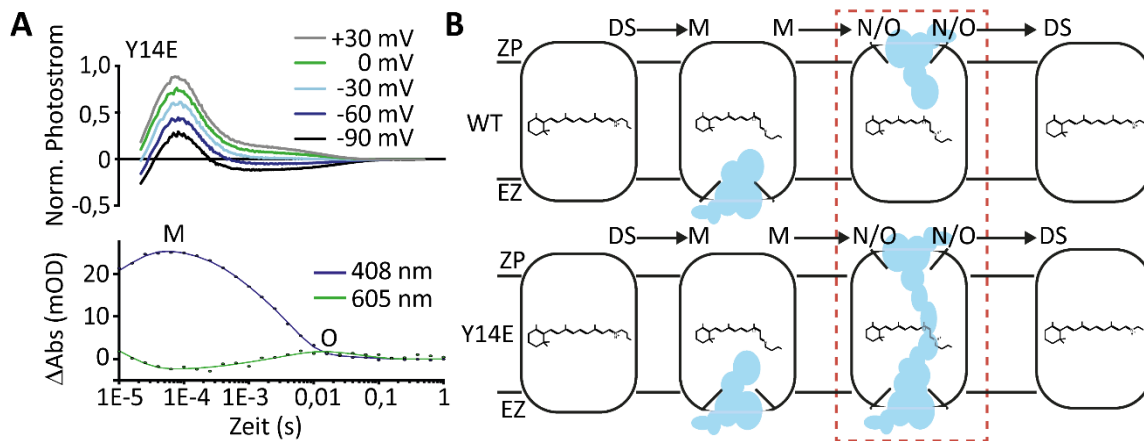 A
Y14E
Norm. Photostrom
1,0
0,5
0
-0,5
+30 mV
0 mV
-30 mV
-60 mV
-90 mV
ΔAbs (mOD)
20
10
0
M
O
408 nm
605 nm
1E-5 1E-4 1E-3 0,01 0,1 1
Zeit (s)
B
DS M M N/O N/O DS
ZP
WT
EZ
DS M M N/O N/O DS
ZP
Y14E
EZ